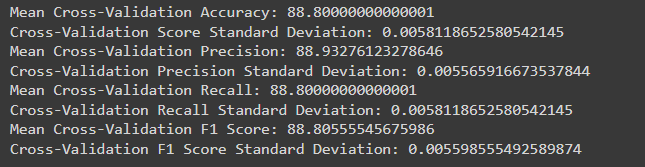 Mean Cross-Validation Accuracy: 88.80000000000001
Cross-Validation Score Standard Deviation: 0.0058118652580542145
Mean Cross-Validation Precision: 88.93276123278646
Cross-Validation Precision Standard Deviation: 0.005565916673537844
Mean Cross-Validation Recall: 88.80000000000001
Cross-Validation Recall Standard Deviation: 0.0058118652580542145
Mean Cross-Validation F1 Score: 88.80555545675986
Cross-Validation F1 Score Standard Deviation: 0.005598555492589874